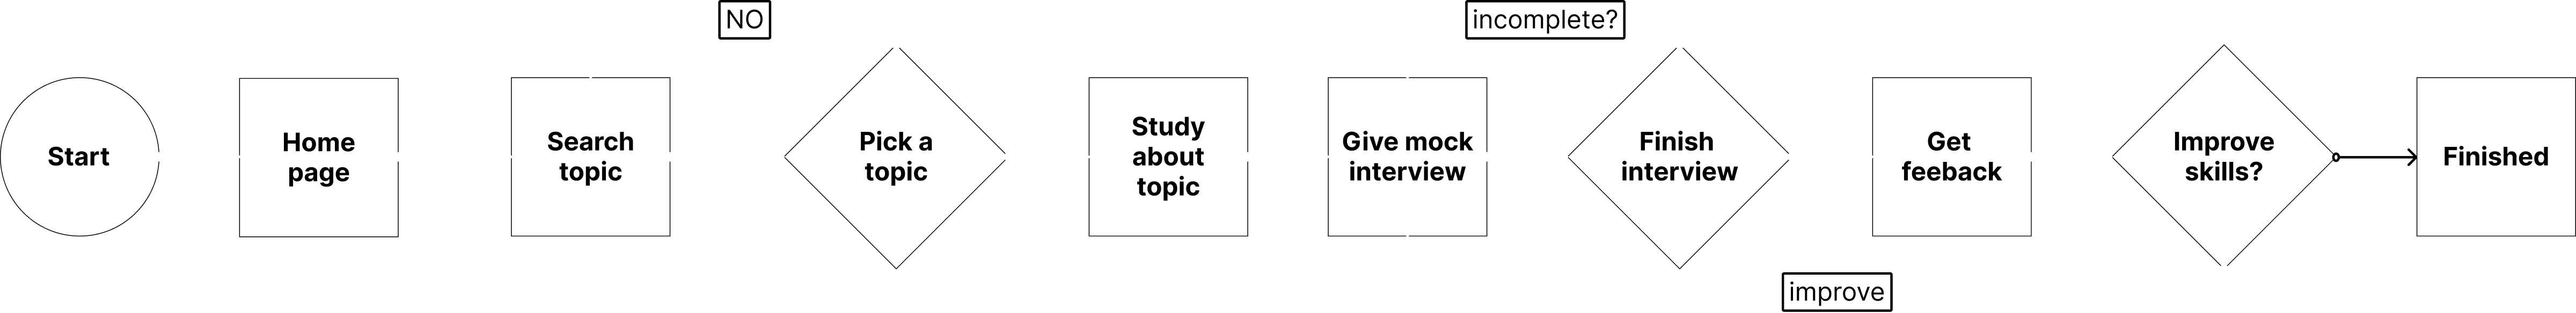 NO
incomplete?
Start
Home
page
Search
topic
Pick a
topic
Study
about
topic
Give mock
interview
Finish
interview
Get
feeback
Improve
skills?
Finished
improve